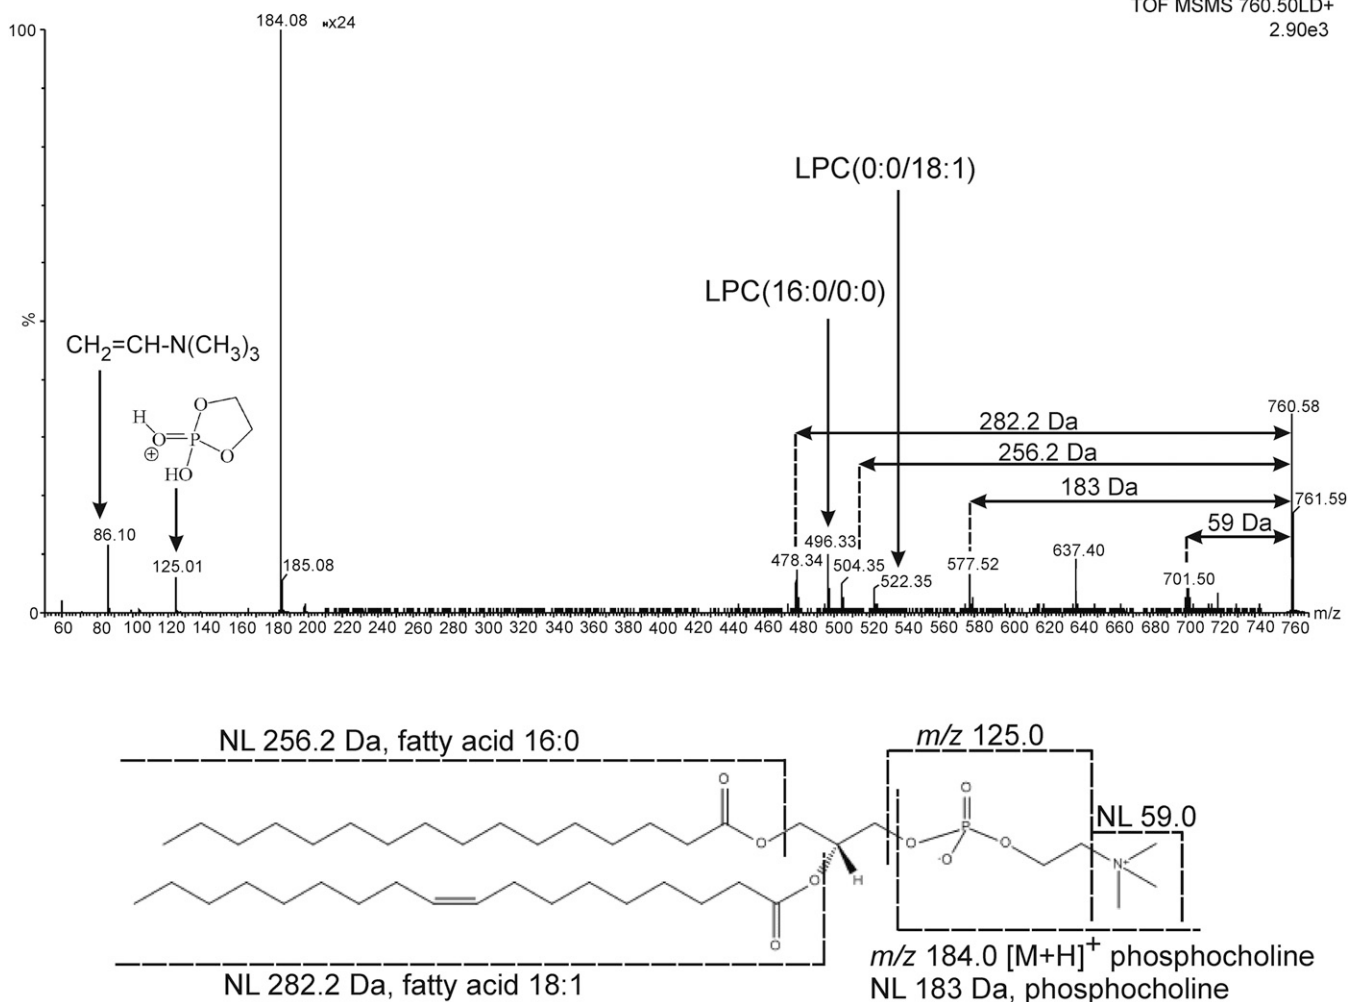 TOF MSMS 760.50LD+
2.90e3
184.08
x24
100
LPC(0:0/18:1)
LPC(16:0/0:0)
%
CH2=CH-N(CH3)3
H
O
O
P
⊕
O
HO
86.10
125.01
185.08
478.34
496.33
504.35
522.35
577.52
637.40
701.50
760.58
761.59
282.2 Da
256.2 Da
183 Da
59 Da
0
60 80 100 120 140 160 180 200 220 240 260 280 300 320 340 360 380 400 420 440 460 480 500 520 540 560 580 600 620 640 660 680 700 720 740 760 m/z
NL 256.2 Da, fatty acid 16:0
m/z 125.0
NL 59.0
O
O
O
O
H
O
P
-O
O
O
N+
NL 282.2 Da, fatty acid 18:1
m/z 184.0 [M+H]+ phosphocholine
NL 183 Da, phosphocholine